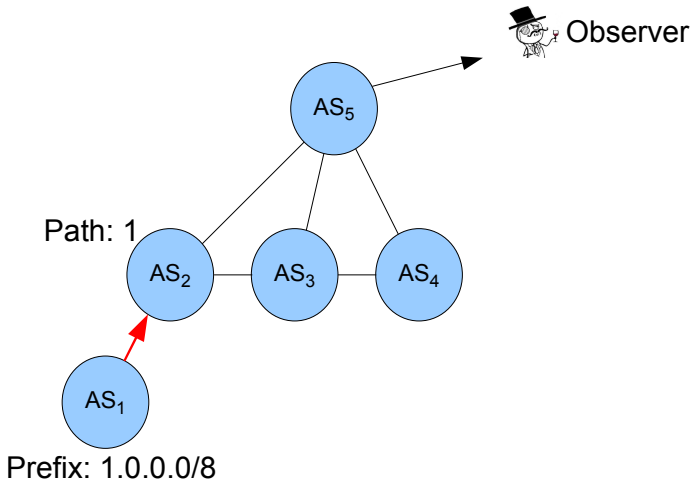 Observer
AS5
Path: 1
AS2
AS3
AS4
AS1
Prefix: 1.0.0.0/8